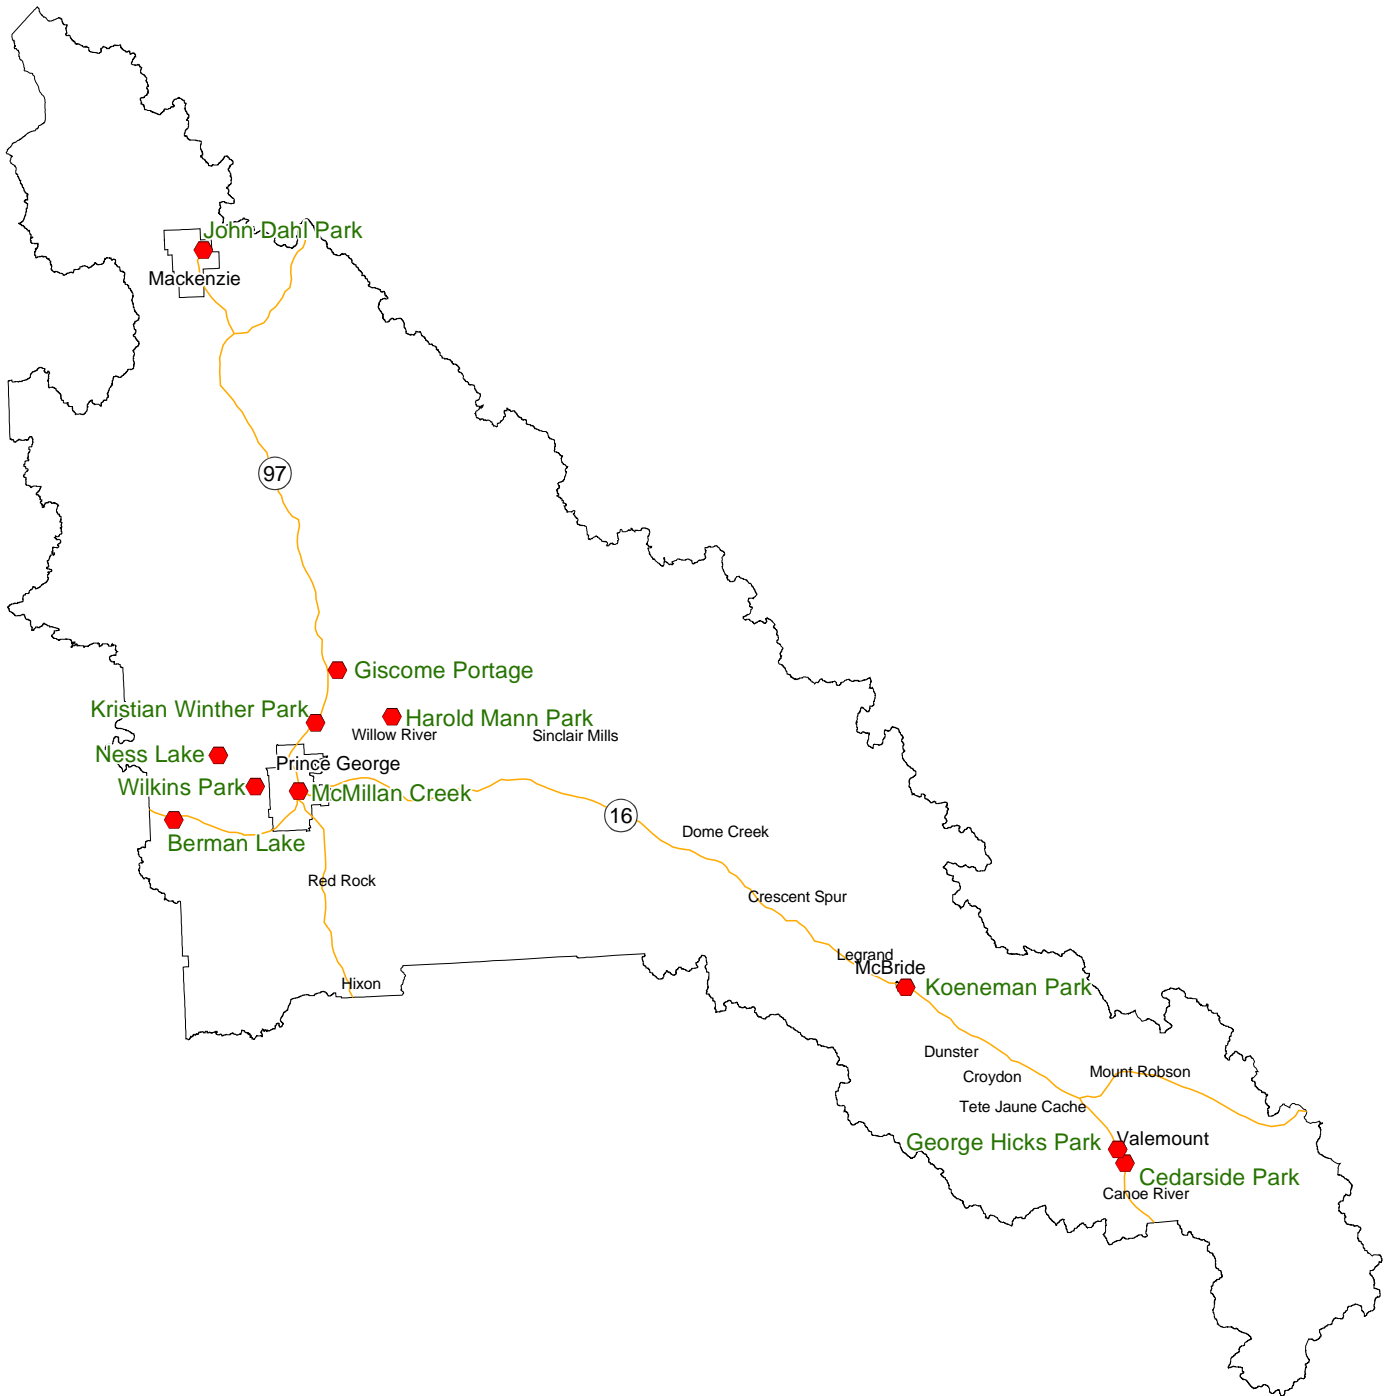 John Dahl Park
Mackenzie
97
Giscome Portage
Kristian Winther Park
Harold Mann Park
Willow River
Sinclair Mills
Ness Lake
Prince George
Wilkins Park
McMillan Creek
16
Berman Lake
Dome Creek
Red Rock
Crescent Spur
Legrand
McBride
Hixon
Koeneman Park
Dunster
Croydon
Mount Robson
Tete Jaune Cache
George Hicks Park
Valemount
Cedarside Park
Canoe River